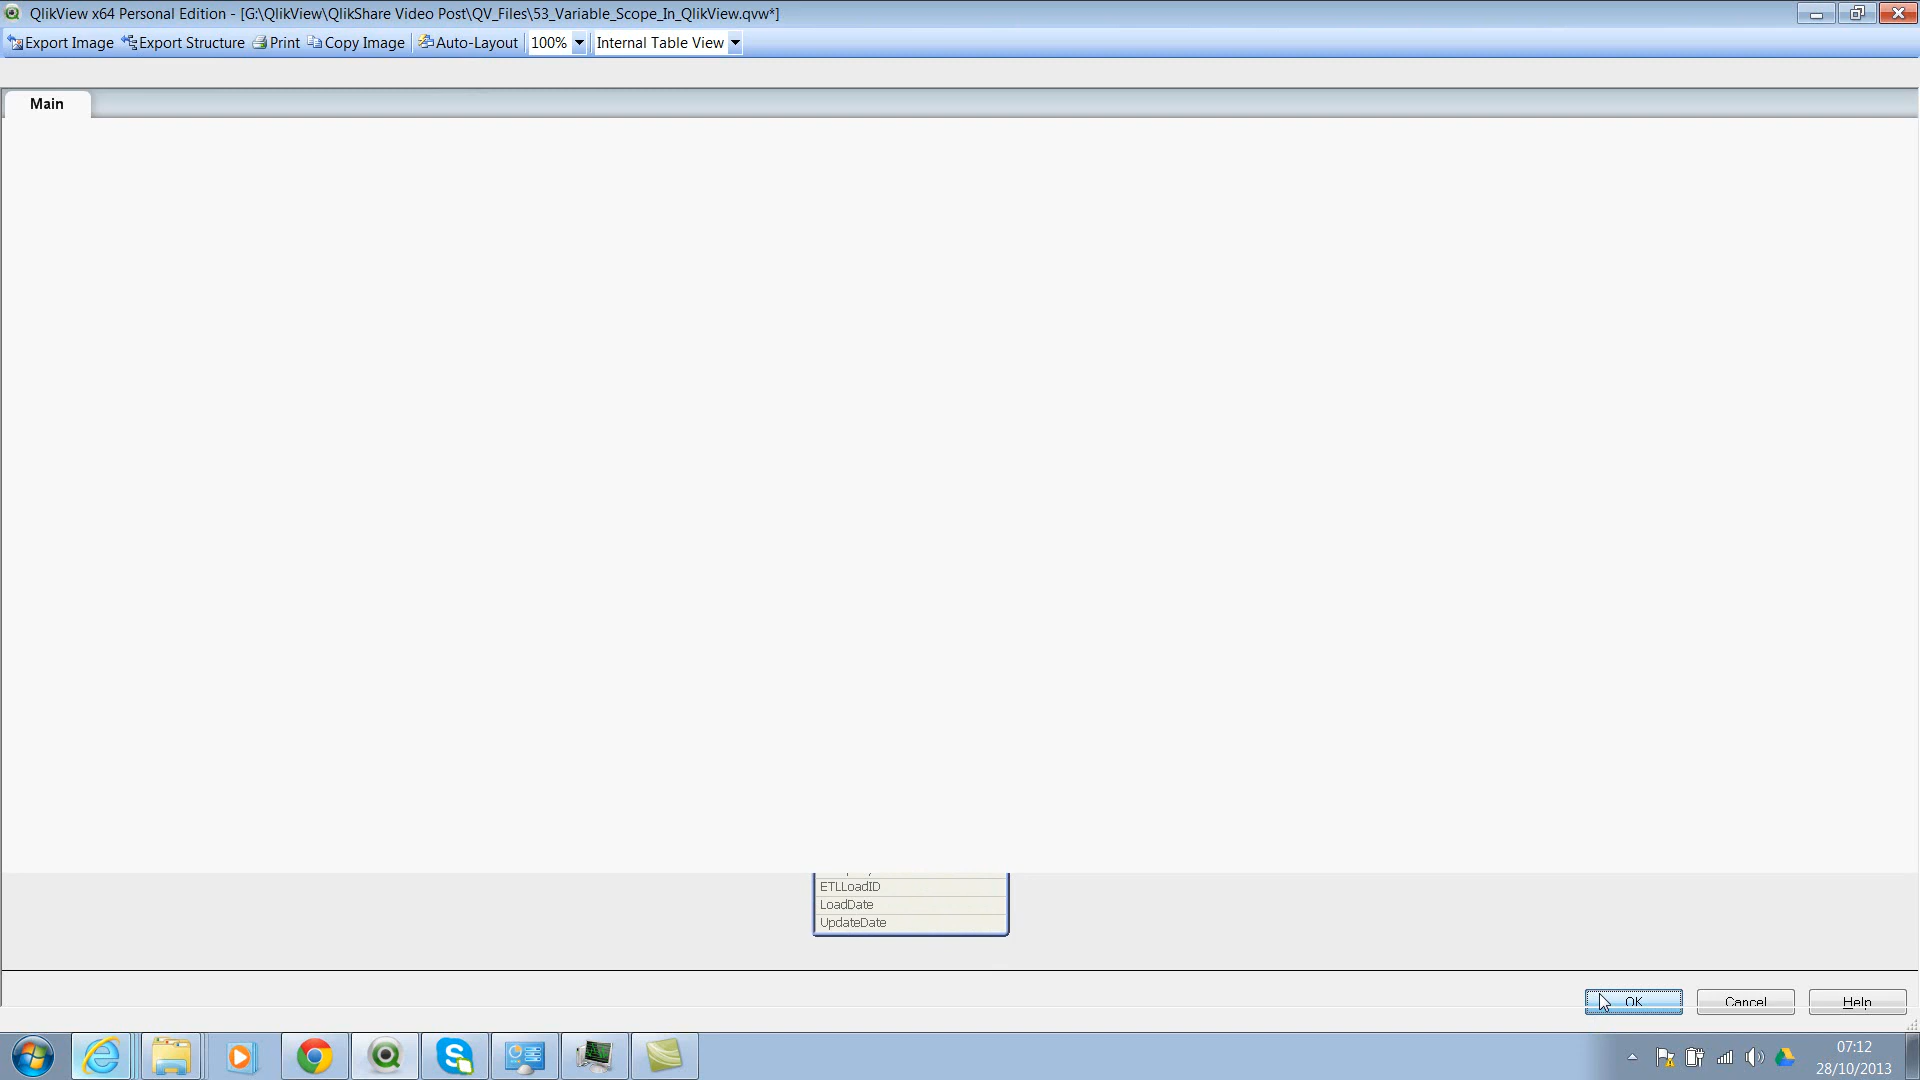 QlikView x64 Personal Edition - [G:\QlikView\QlikShare Video Post\QV_Files\53_Variable_Scope_In_QlikView.qvw*]
Export Image Export Structure Print Copy Image Auto-Layout 100% Internal Table View
Main
ETLLoadID
LoadDate
UpdateDate
OK Cancel Help
07:12
28/10/2013